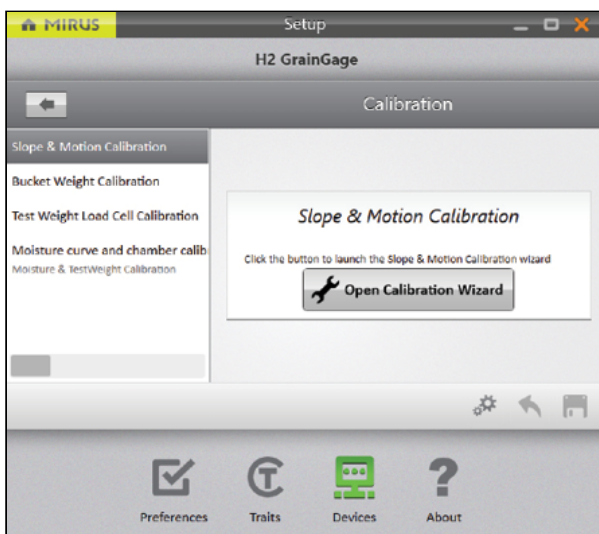 MIRUS
Setup
H2 GrainGage
Calibration
Slope & Motion Calibration
Bucket Weight Calibration
Test Weight Load Cell Calibration
Moisture curve and chamber calib
Moisture & TestWeight Calibration
Slope & Motion Calibration
Click the button to launch the Slope & Motion Calibration wizard
Open Calibration Wizard
Preferences
Traits
Devices
About